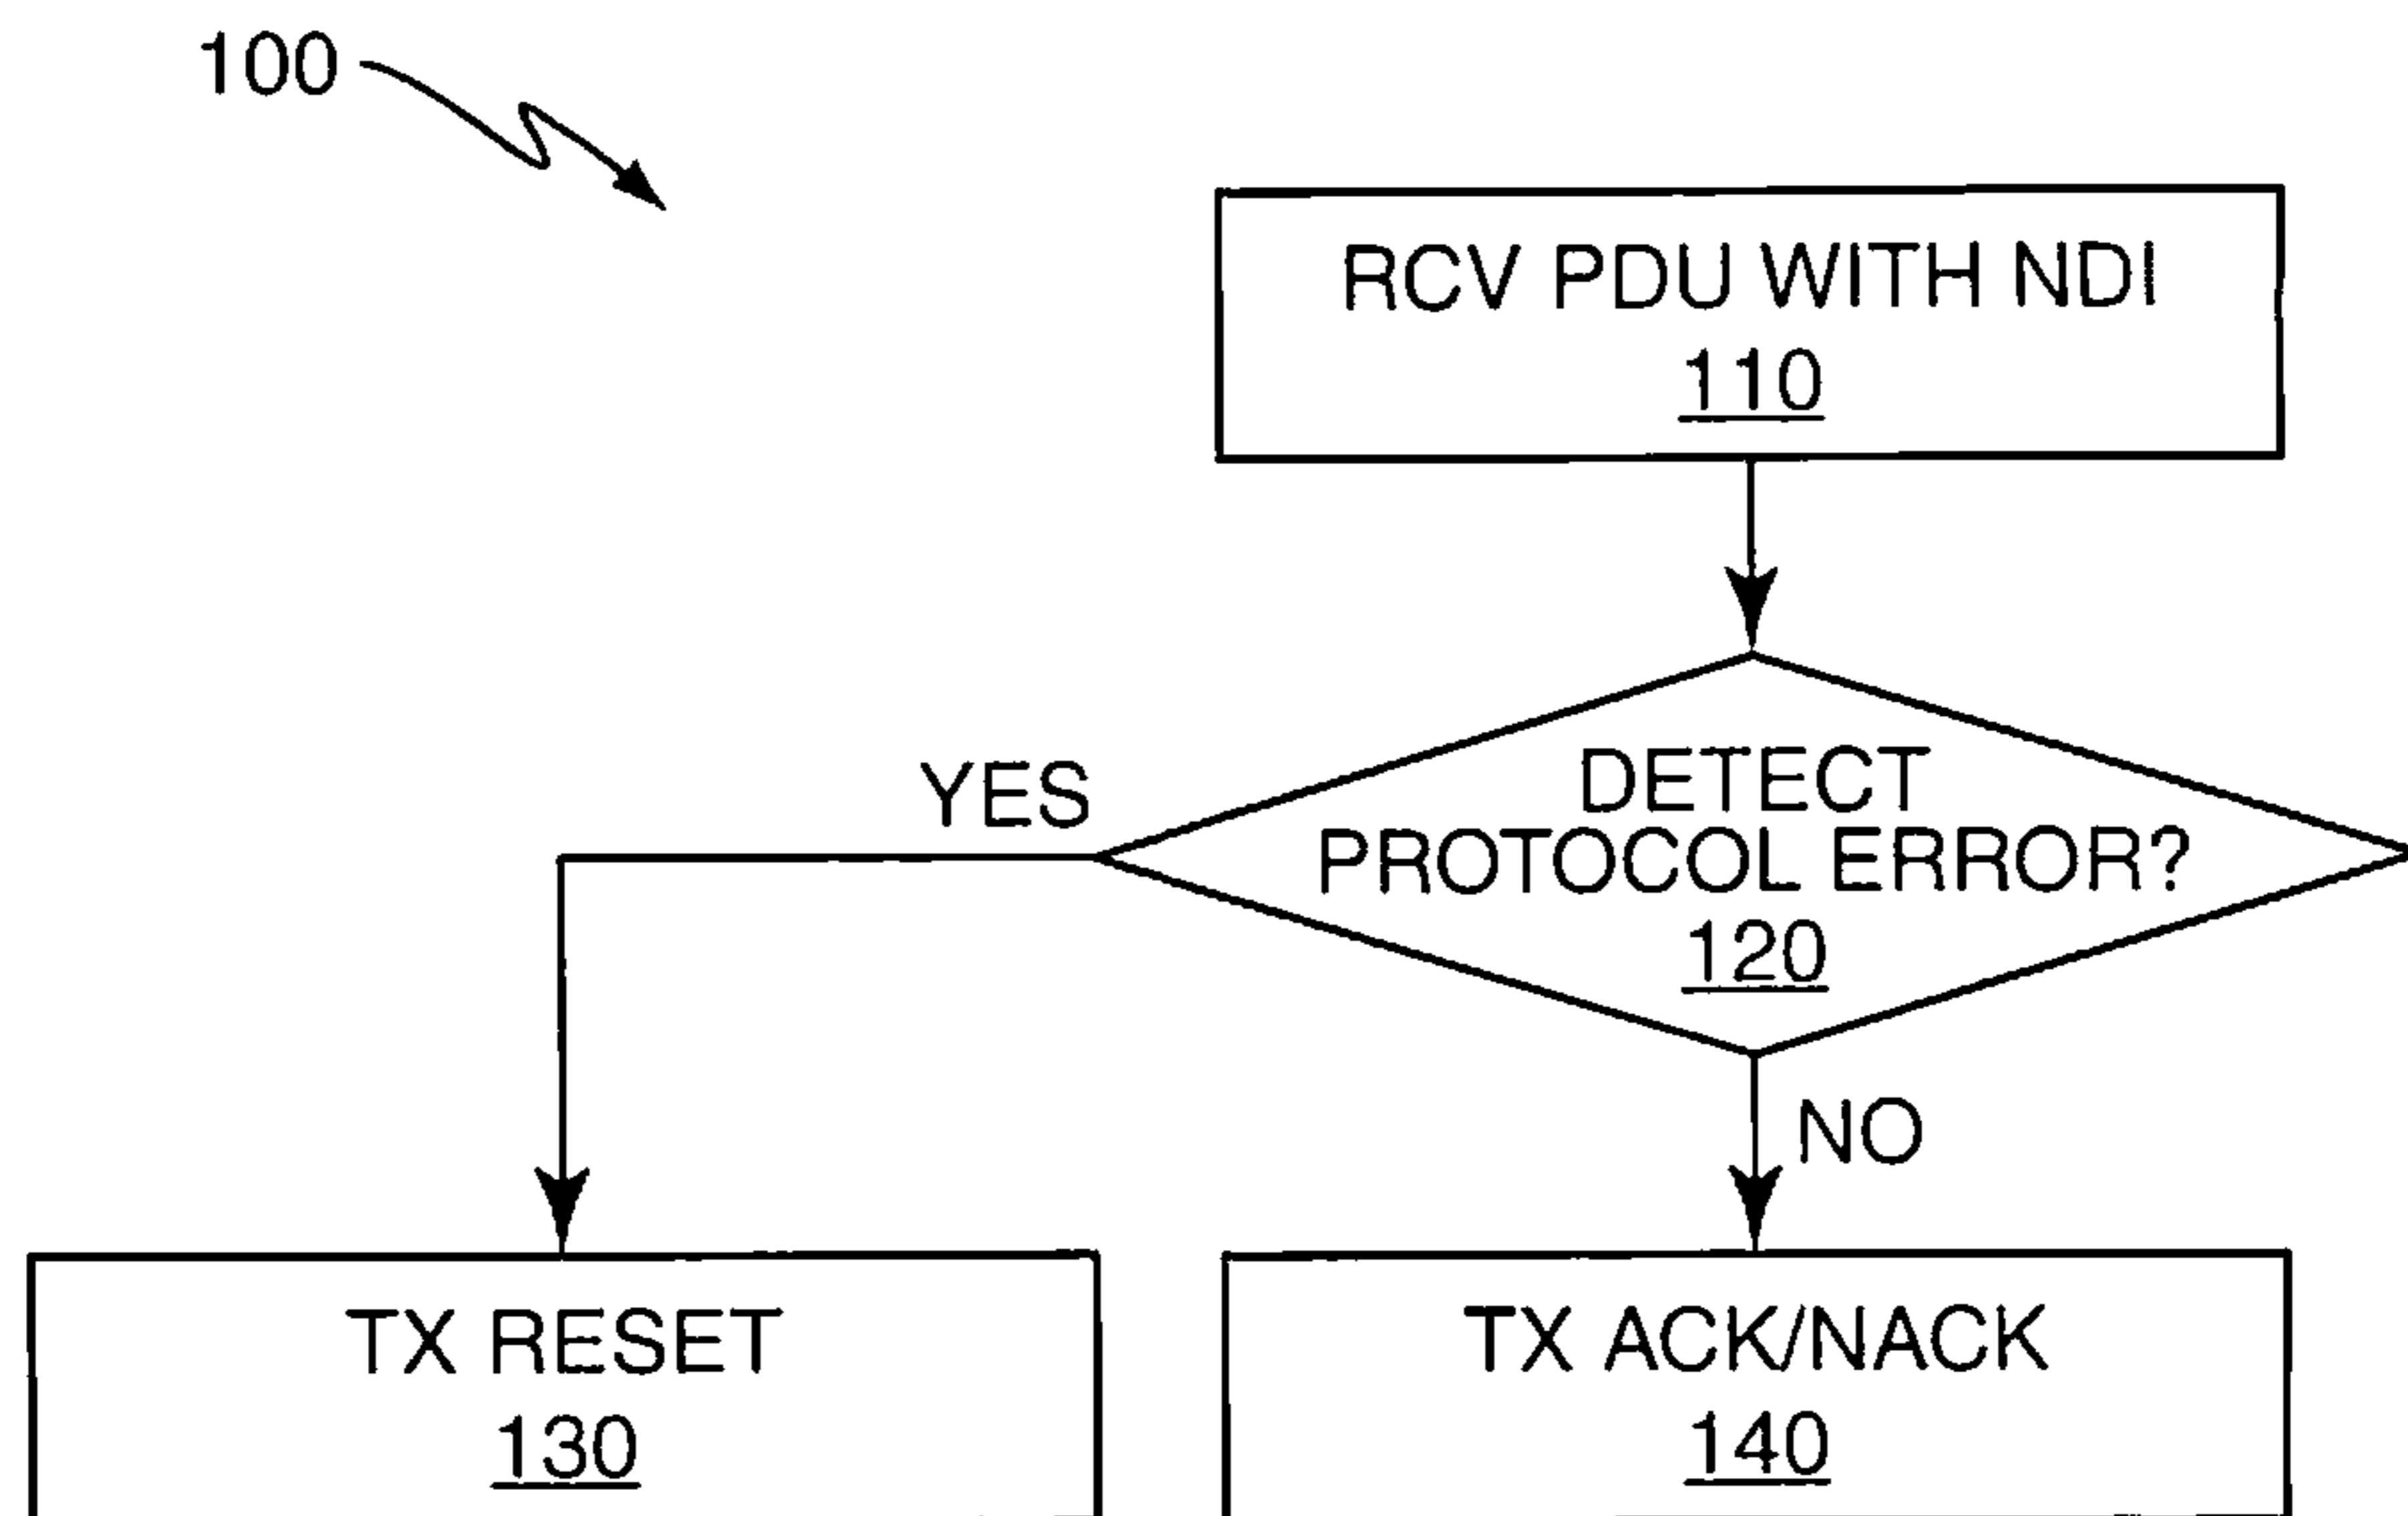 100
RCV PDU WITH NDI
110
DETECT
PROTOCOL ERROR?
120
YES
NO
TX RESET
130
TX ACK/NACK
140